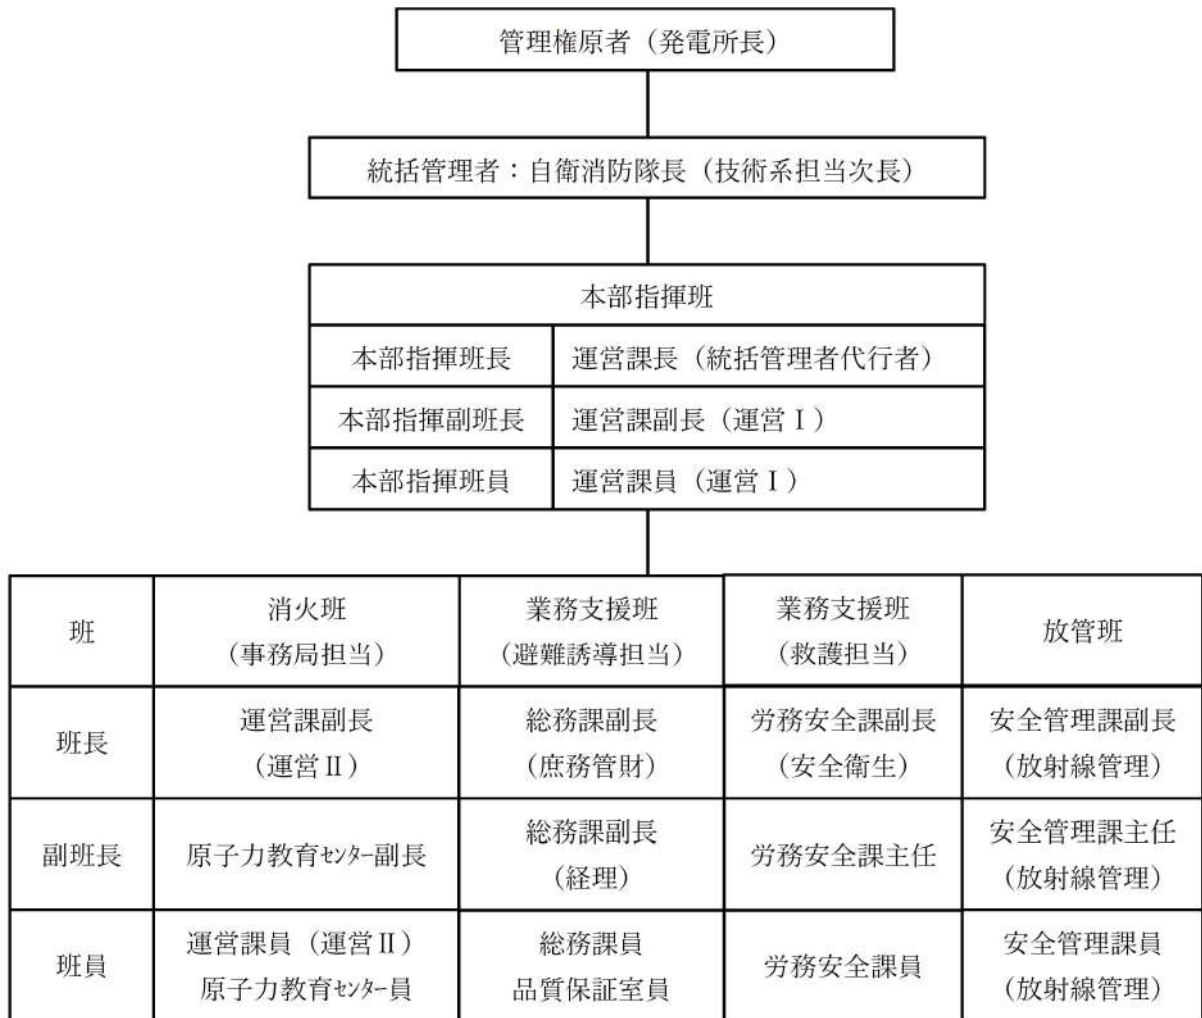 管理権原者（発電所長）
統括管理者：自衛消防隊長（技術系担当次長）
本部指揮班
本部指揮班長 運営課長（統括管理者代行者）
本部指揮副班長 運営課副長（運営Ⅰ）
本部指揮班員 運営課員（運営Ⅰ）
班
消火班
（事務局担当）
業務支援班
（避難誘導担当）
業務支援班
（救護担当）
放管班
班長
運営課副長
（運営Ⅱ）
総務課副長
（庶務管財）
労務安全課副長
（安全衛生）
安全管理課副長
（放射線管理）
副班長
原子力教育ｾﾝﾀｰ副長
総務課副長
（経理）
労務安全課主任
安全管理課主任
（放射線管理）
班員
運営課員（運営Ⅱ）
原子力教育ｾﾝﾀｰ員
総務課員
品質保証室員
労務安全課員
安全管理課員
（放射線管理）